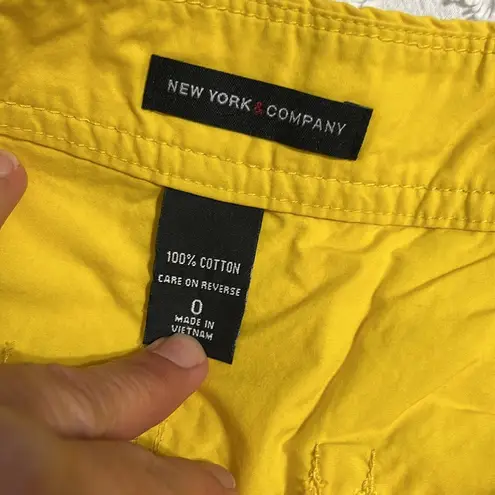 NEW YORK & COMPANY
100% COTTON
CARE ON REVERSE
0
MADE IN
VIETNAM